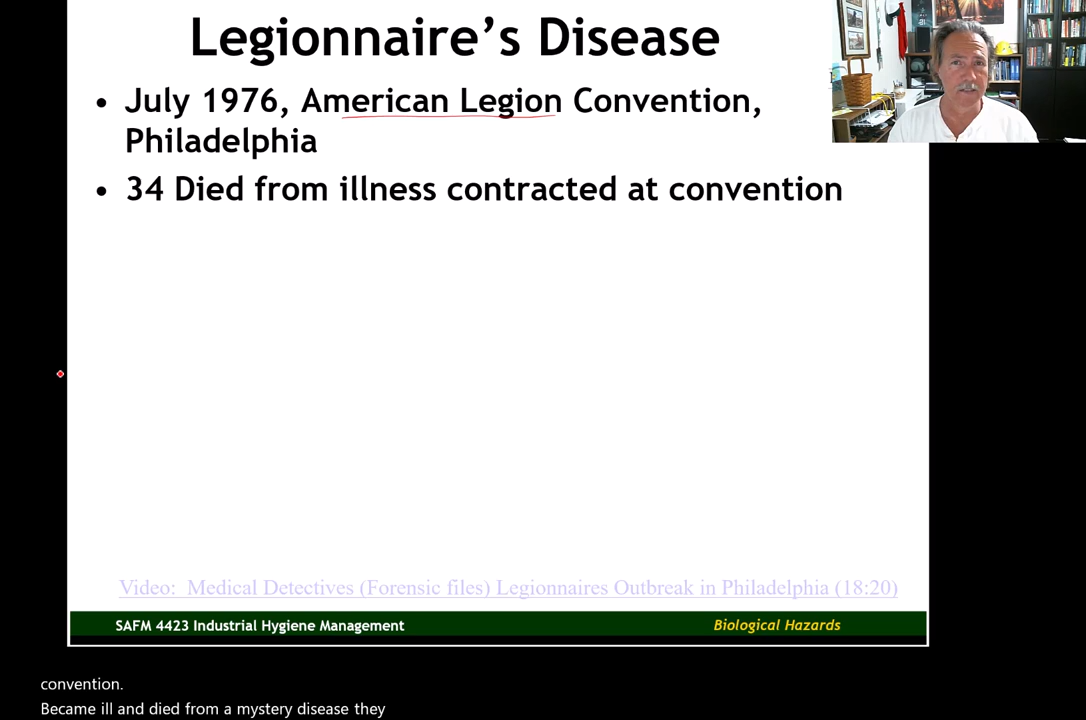 Legionnaire’s Disease
• July 1976, American Legion Convention,
Philadelphia
• 34 Died from illness contracted at convention
Video: Medical Detectives (Forensic files) Legionnaires Outbreak in Philadelphia (18:20)
SAFM 4423 Industrial Hygiene Management
Biological Hazards
convention.
Became ill and died from a mystery disease they